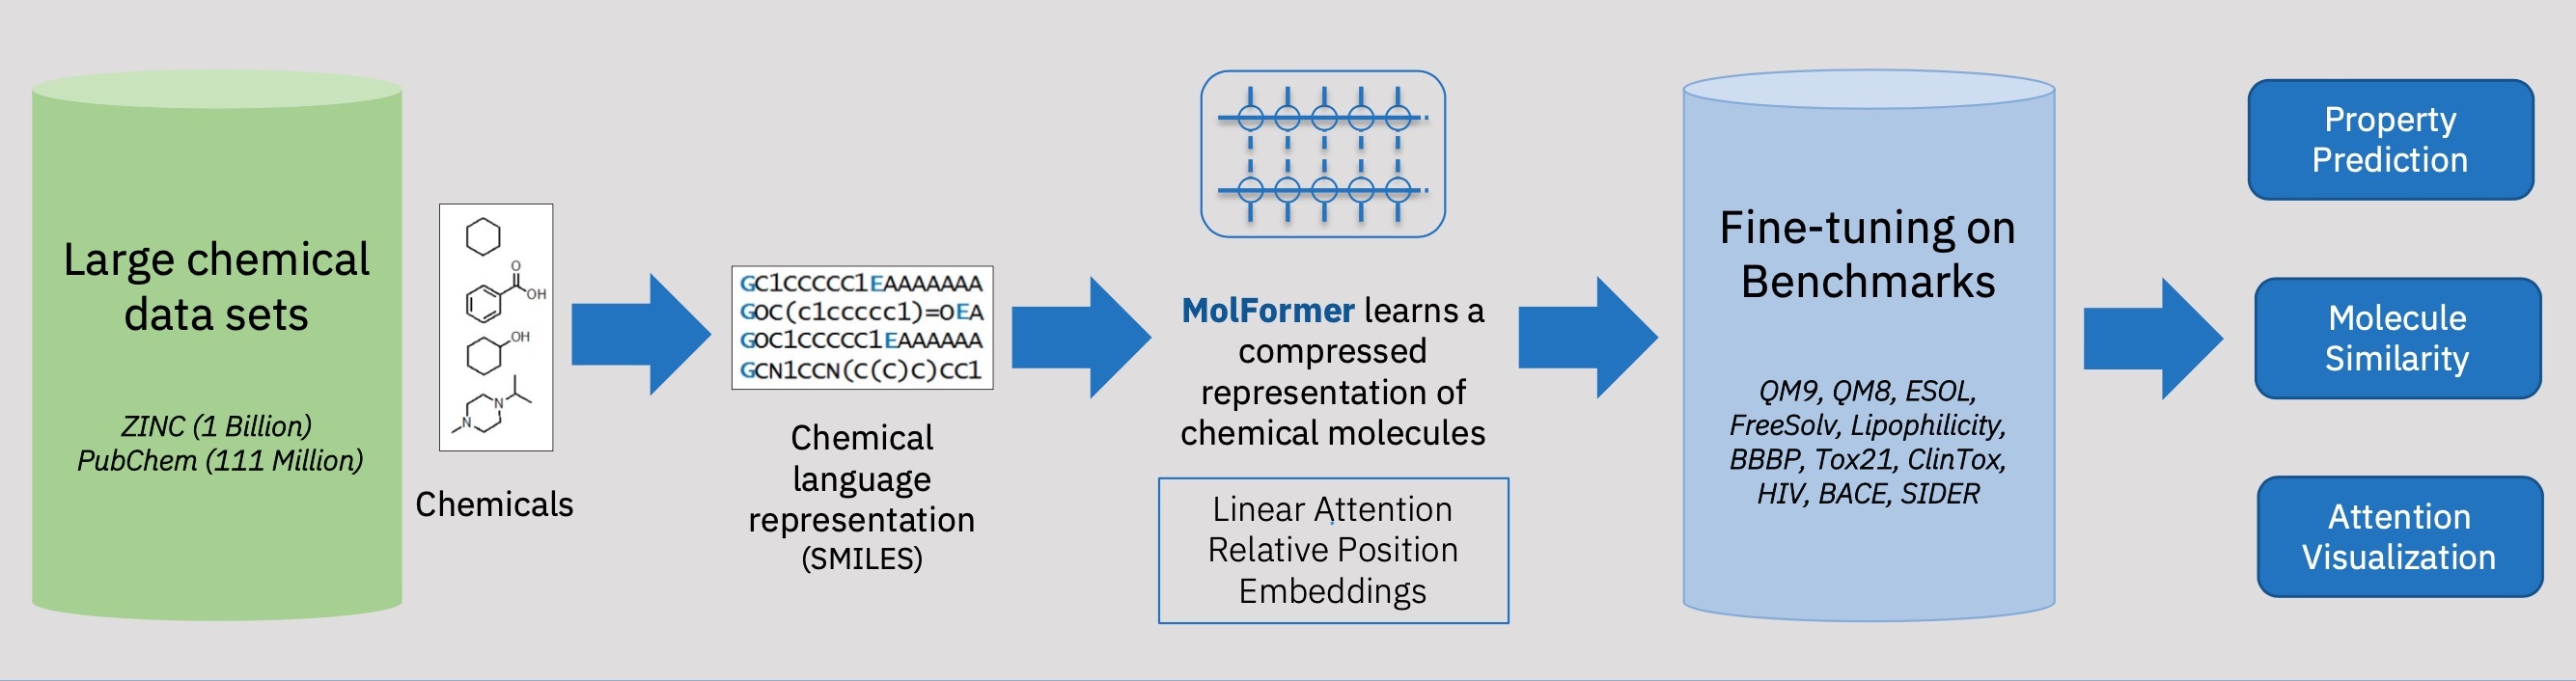 Large chemical
data sets
ZINC (1 Billion)
PubChem (111 Million)
O
OH
OH
N
N
Chemicals
GC1CCCCC1EAAAAAAA
GOC(c1ccccc1)=OEA
GOC1CCCCC1EAAAAAA
GCN1CCN(C(C)C)CC1
Chemical
language
representation
(SMILES)
MolFormer learns a
compressed
representation of
chemical molecules
Linear Attention
Relative Position
Embeddings
Fine-tuning on
Benchmarks
QM9, QM8, ESOL,
FreeSolv, Lipophilicity,
BBBP, Tox21, ClinTox,
HIV, BACE, SIDER
Property
Prediction
Molecule
Similarity
Attention
Visualization